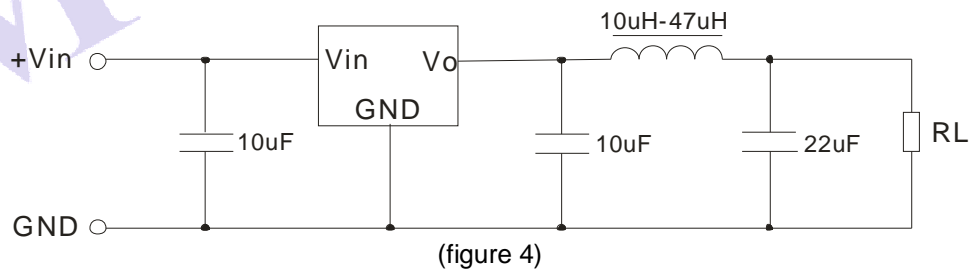 10uH-47uH
+Vin
Vin
Vo
GND
10uF
10uF
22uF
RL
GND
(figure 4)